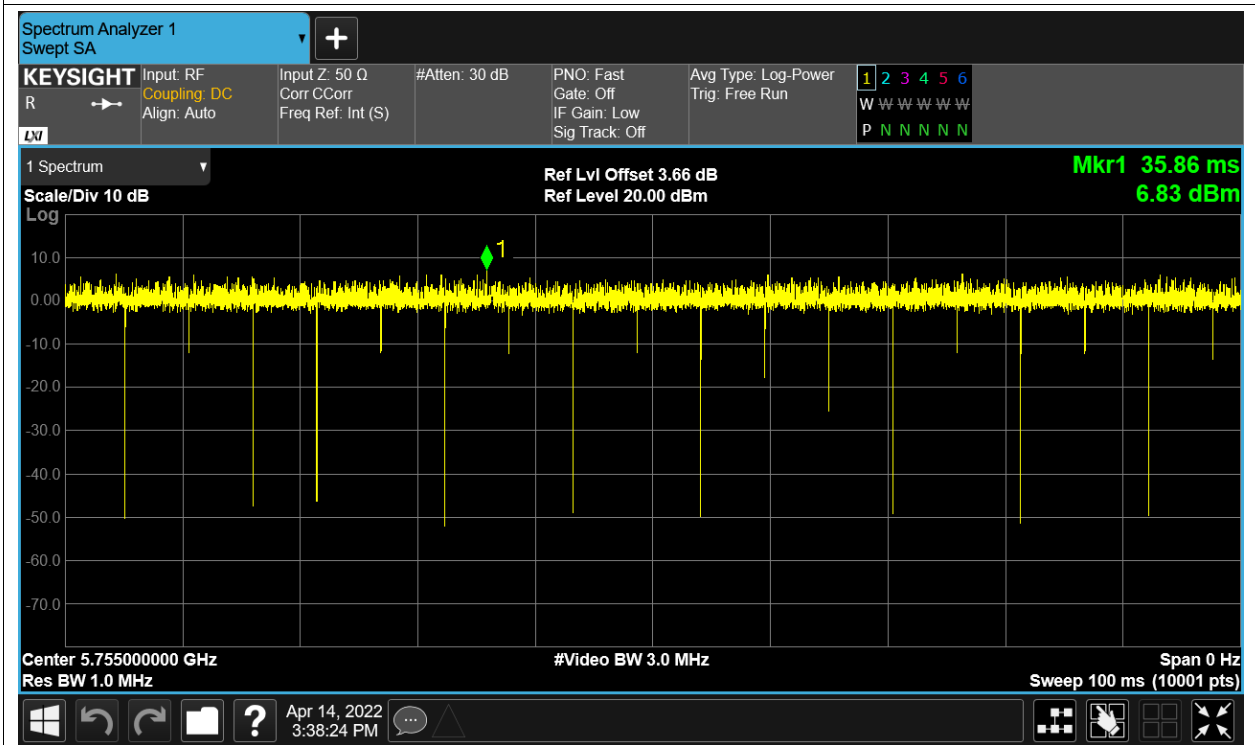 Spectrum Analyzer 1
Swept SA
KEYSIGHT
R
LXI
Input: RF
Coupling: DC
Align: Auto
Input Z: 50 Ω
Corr CCorr
Freq Ref: Int (S)
#Atten: 30 dB
PNO: Fast
Gate: Off
IF Gain: Low
Sig Track: Off
Avg Type: Log-Power
Trig: Free Run
1 2 3 4 5 6
W W W W W W
P N N N N N
1 Spectrum
Scale/Div 10 dB
Log
Ref Lvl Offset 3.66 dB
Ref Level 20.00 dBm
Mkr1 35.86 ms
6.83 dBm
1
10.0
0.00
-10.0
-20.0
-30.0
-40.0
-50.0
-60.0
-70.0
Center 5.755000000 GHz
#Video BW 3.0 MHz
Span 0 Hz
Res BW 1.0 MHz
Sweep 100 ms (10001 pts)
?
Apr 14, 2022
3:38:24 PM